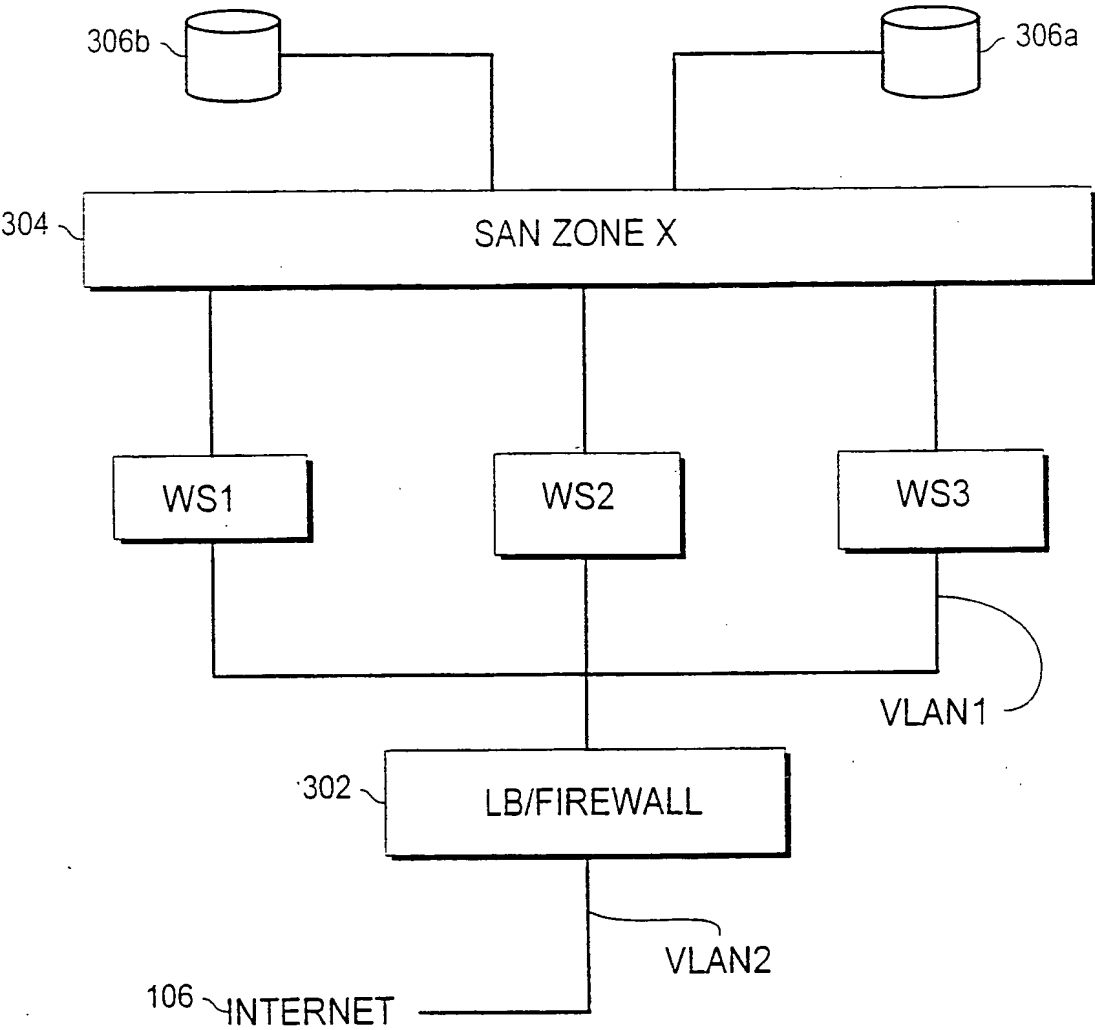 306b
306a
304
SAN ZONE X
WS1
WS2
WS3
VLAN1
302
LB/FIREWALL
VLAN2
106
INTERNET